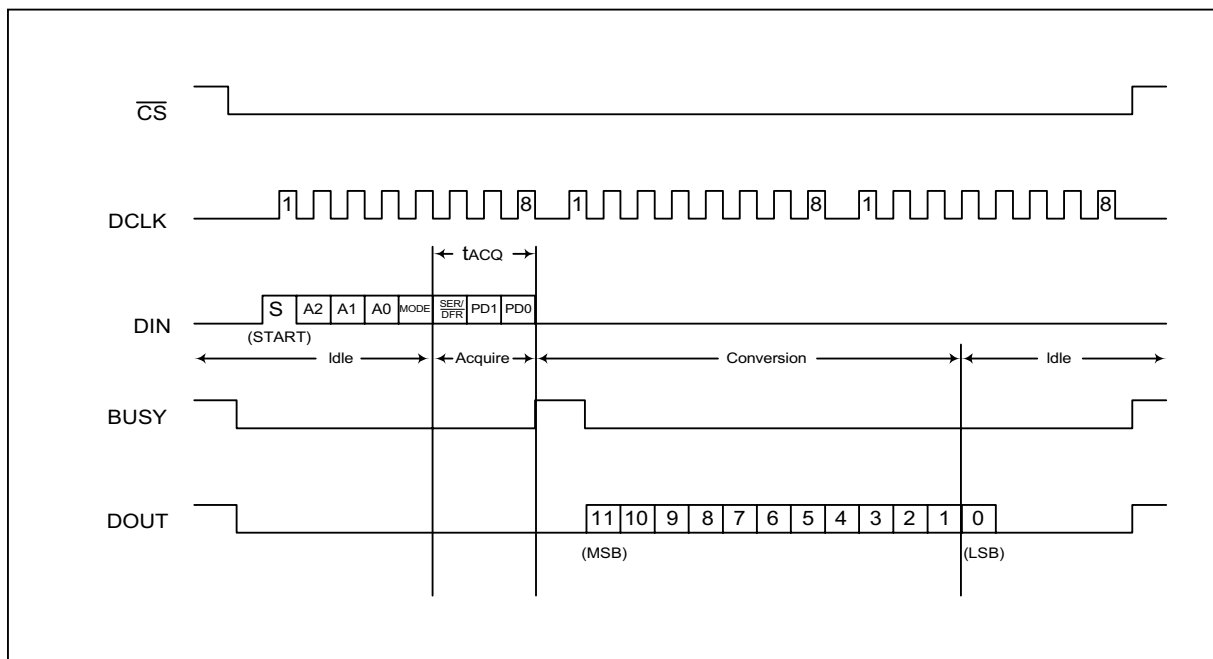 CS
DCLK
1 8 1 8 1 8
tACQ
DIN
S A2 A1 A0 MODE SER/DFR PD1 PD0
(START)
Idle Acquire Conversion Idle
BUSY
DOUT
11 10 9 8 7 6 5 4 3 2 1 0
(MSB) (LSB)